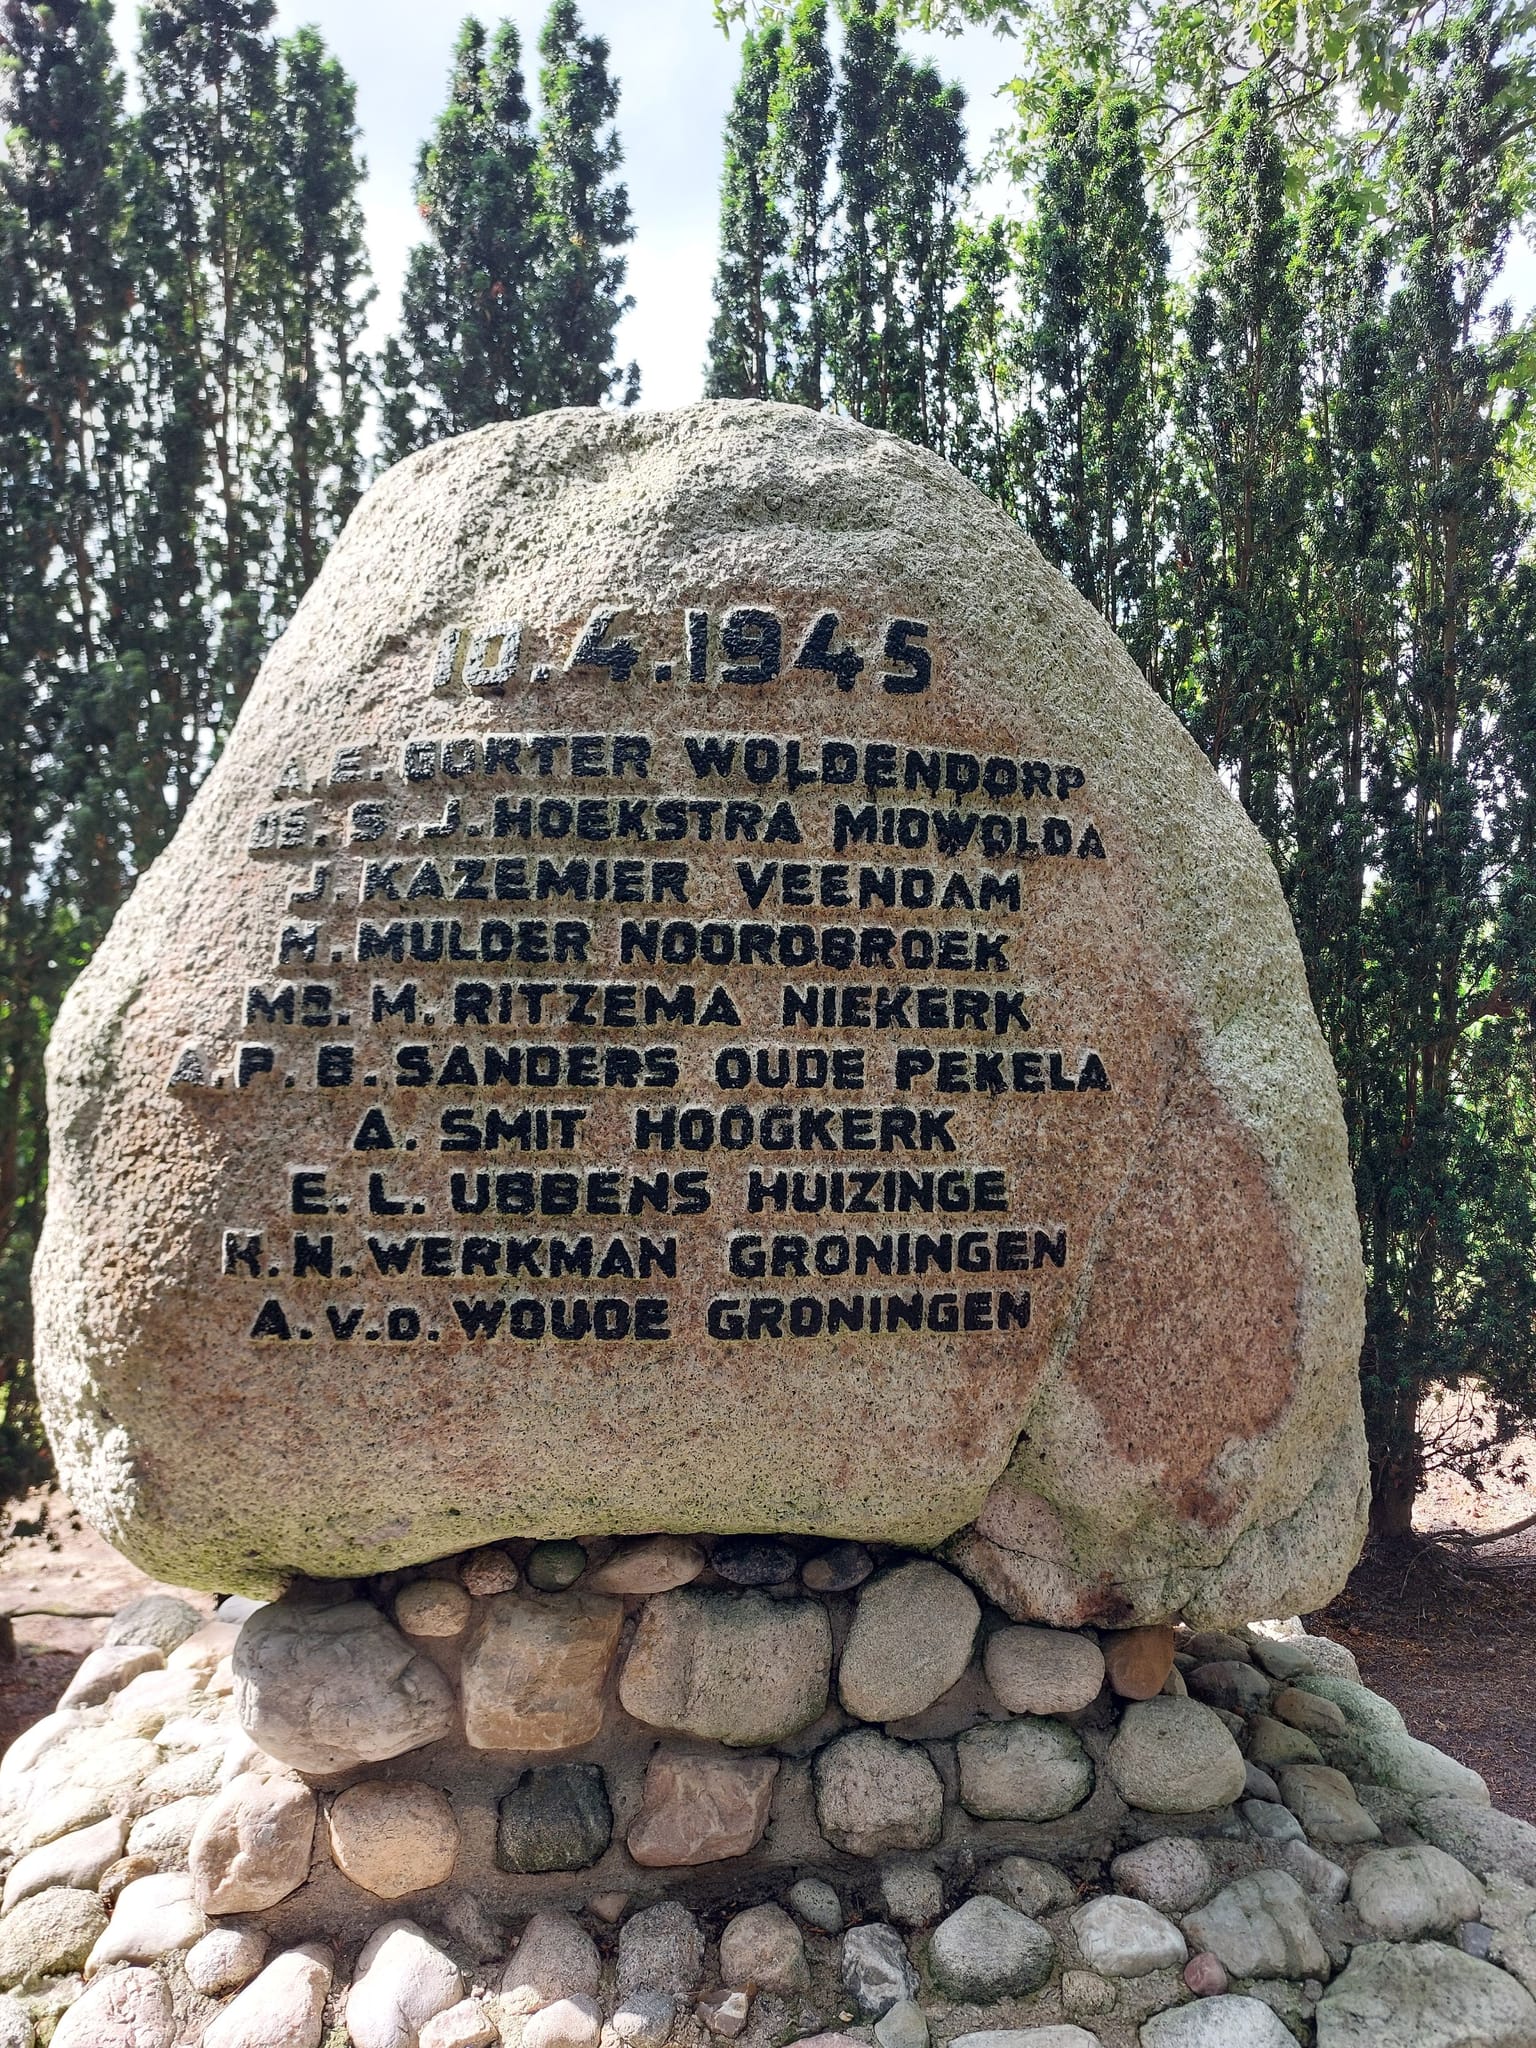 10.4.1945
A.E. GORTER WOLDENDORP
DS. S.J. HOEKSTRA MIDWOLDA
J. KAZEMIER VEENDAM
H. MULDER NOORDBROEK
MR. M. RITZEMA NIEKERK
A.P.B. SANDERS OUDE PEKELA
A. SMIT HOOGKERK
E. L. UBBENS HUIZINGE
H.N. WERKMAN GRONINGEN
A. v.D. WOUDE GRONINGEN